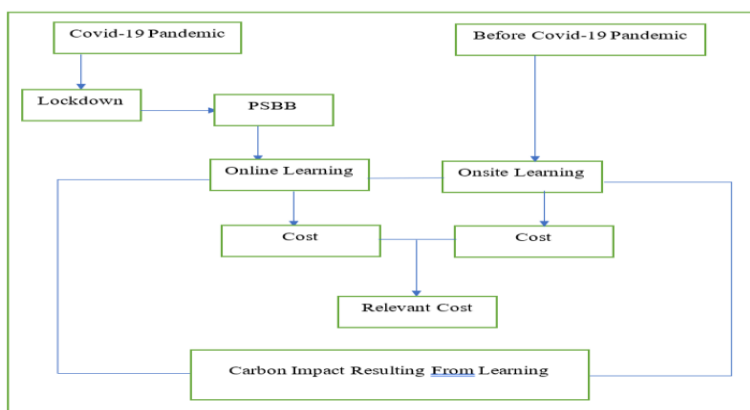 Covid-19 Pandemic
Before Covid-19 Pandemic
Lockdown
PSBB
Online Learning
Onsite Learning
Cost
Cost
Relevant Cost
Carbon Impact Resulting From Learning